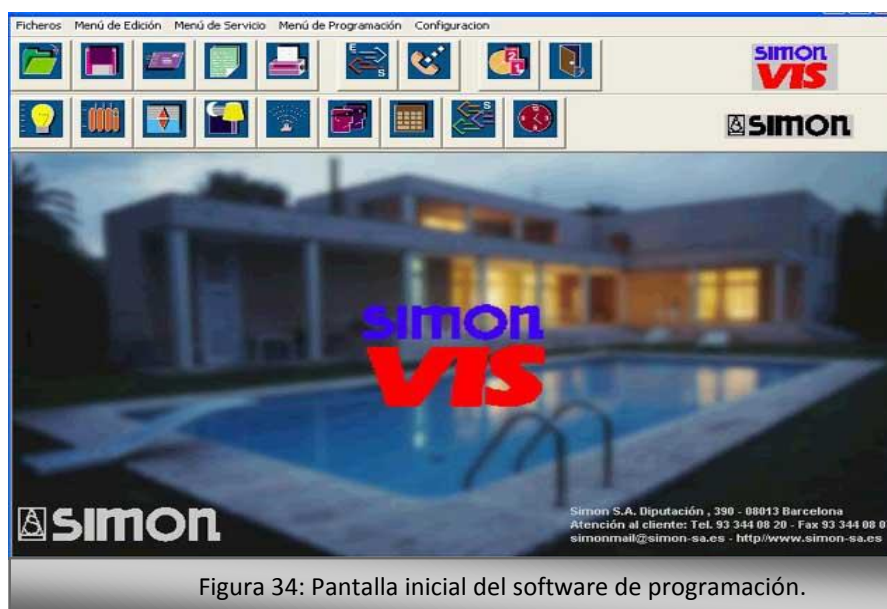 Ficheros Menú de Edición Menú de Servicio Menú de Programación Configuracion
simon
VIS
simon
simon
VIS
simon
Simon S.A. Diputación , 390 - 08013 Barcelona
Atención al cliente: Tel. 93 344 08 20 - Fax 93 344 08 0
simonmail@simon-sa.es - http//www.simon-sa.es
Figura 34: Pantalla inicial del software de programación.